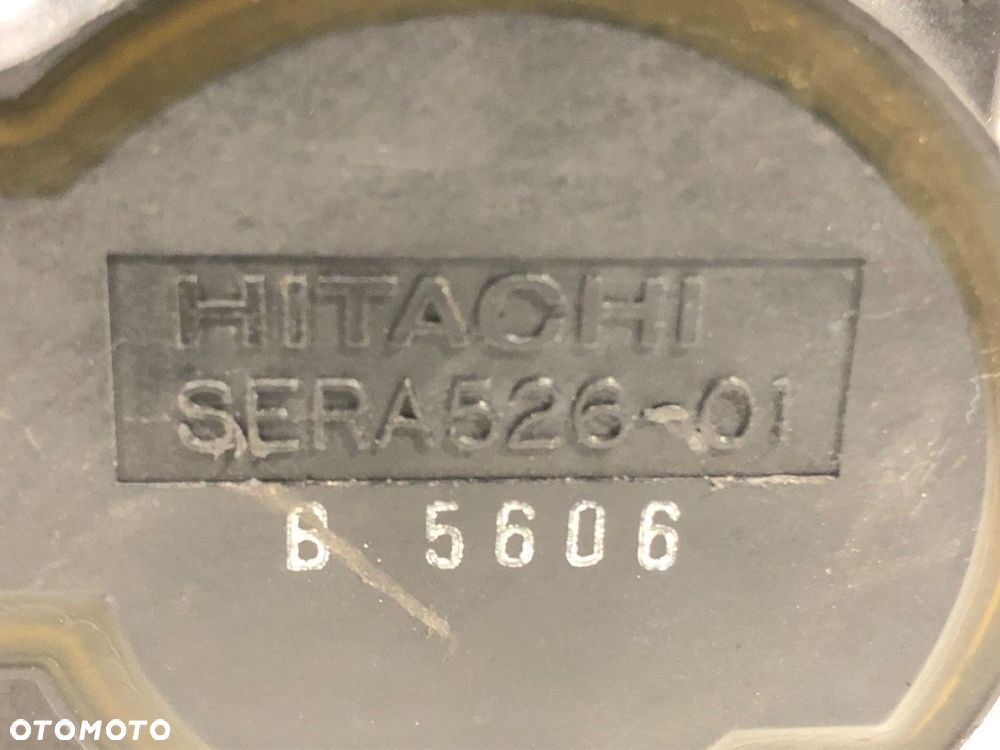 HITACHI
SERA526-01
B 5606
OTOMOTO